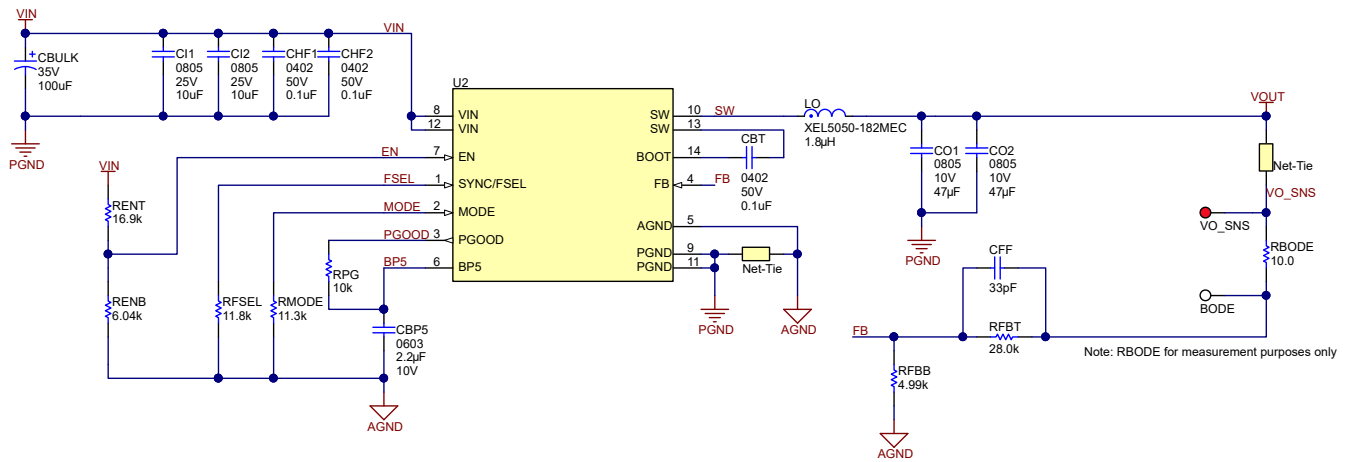 VIN
VIN
CBULK
35V
100uF
+
CI1
0805
25V
10uF
CI2
0805
25V
10uF
CHF1
0402
50V
0.1uF
CHF2
0402
50V
0.1uF
PGND
U2
8
VIN
12
VIN
EN
7
EN
FSEL
1
SYNC/FSEL
MODE
2
MODE
PGOOD
3
PGOOD
BP5
6
BP5
SW
10
SW
SW
13
BOOT
14
FB
4
FB
AGND
5
PGND
9
PGND
11
Net-Tie
PGND
AGND
CBT
0402
50V
0.1uF
LO
XEL5050-182MEC
1.8µH
VIN
RENT
16.9k
RENB
6.04k
RFSEL
11.8k
RMODE
11.3k
RPG
10k
CBP5
0603
2.2µF
10V
AGND
CO1
0805
10V
47µF
CO2
0805
10V
47µF
PGND
VOUT
Net-Tie
VO_SNS
VO_SNS
RBODE
10.0
BODE
CFF
33pF
FB
RFBT
28.0k
Note: RBODE for measurement purposes only
RFBB
4.99k
AGND